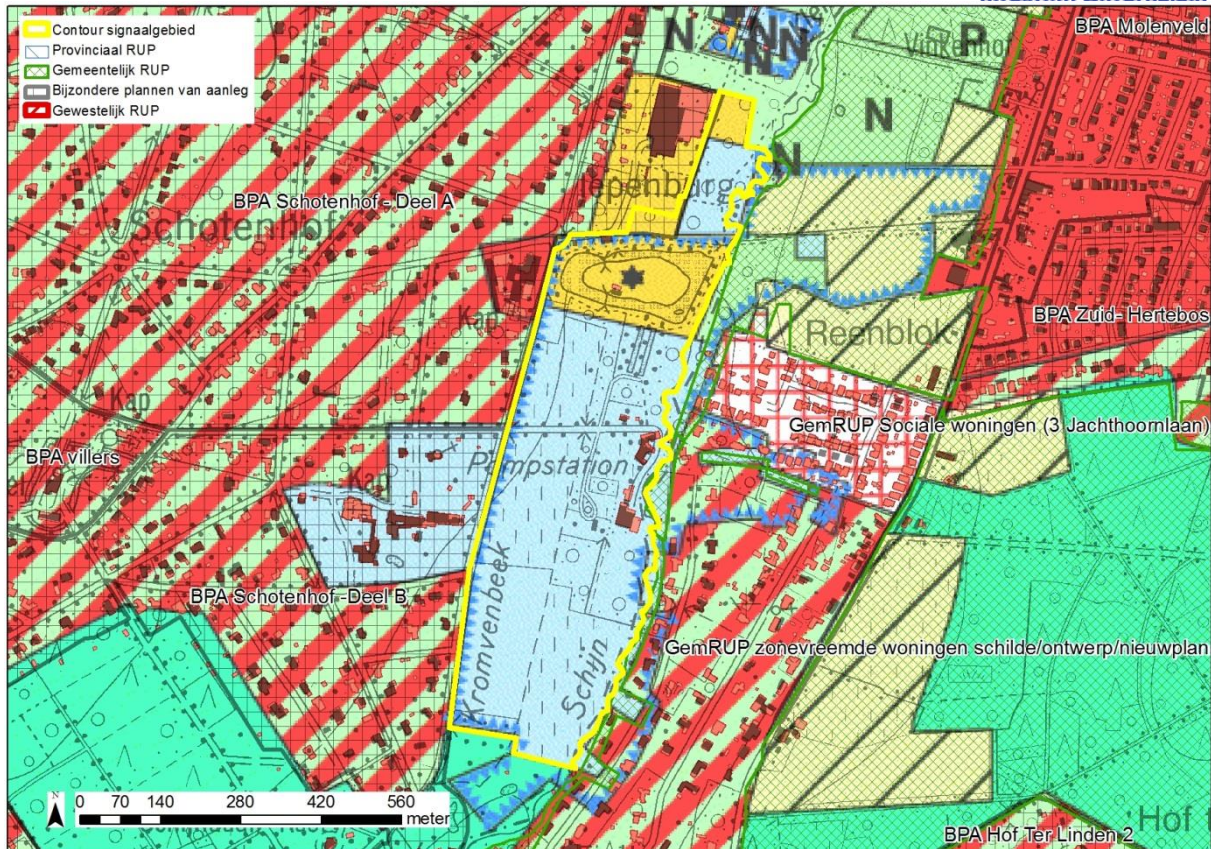 Contour signaalgebied
Provinciaal RUP
Gemeentelijk RUP
Bijzondere plannen van aanleg
Gewestelijk RUP
N
N
N
N
Vinkenhof
P
BPA Molenveld
N
N
Iepenburg
BPA Schotenhof - Deel A
Schotenhof
Kap
BPA Zuid- Hertebos
Reenblok
Kap
GemRUP Sociale woningen (3 Jachthoornlaan)
BPA villers
Kap
Pompstation
BPA Schotenhof -Deel B
Kromvenbeek
Schijn
GemRUP zonevreemde woningen schilde/ontwerp/nieuwplan
N
0 70 140 280 420 560
meter
BPA Hof Ter Linden 2
Hof